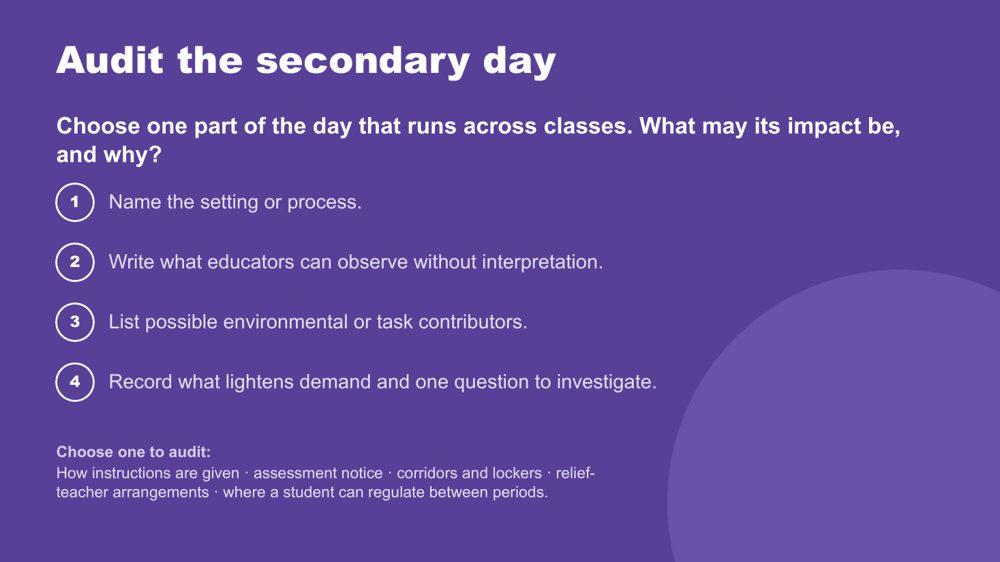 Audit the secondary day
Choose one part of the day that runs across classes. What may its impact be,
and why?
1 Name the setting or process.
2 Write what educators can observe without interpretation.
3 List possible environmental or task contributors.
4 Record what lightens demand and one question to investigate.
Choose one to audit:
How instructions are given · assessment notice · corridors and lockers · relief-
teacher arrangements · where a student can regulate between periods.